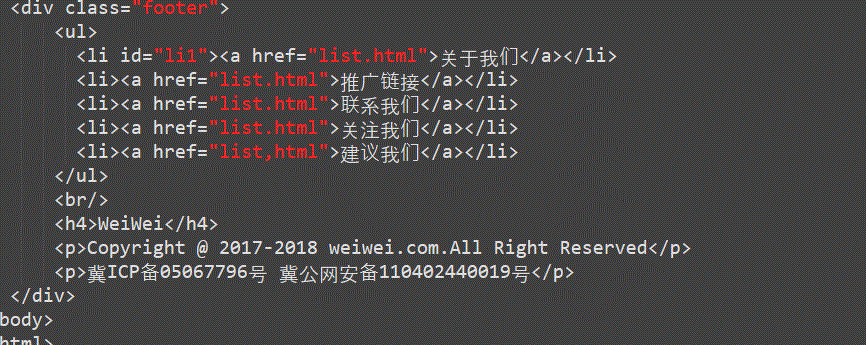 <div class="footer">
<ul>
<li id="li1"><a href="list.html">关于我们</a></li>
<li><a href="list.html">推广链接</a></li>
<li><a href="list.html">联系我们</a></li>
<li><a href="list.html">关注我们</a></li>
<li><a href="list,html">建议我们</a></li>
</ul>
<br/>
<h4>WeiWei</h4>
<p>Copyright @ 2017-2018 weiwei.com.All Right Reserved</p>
<p>冀ICP备05067796号 冀公网安备110402440019号</p>
</div>
body>
html>